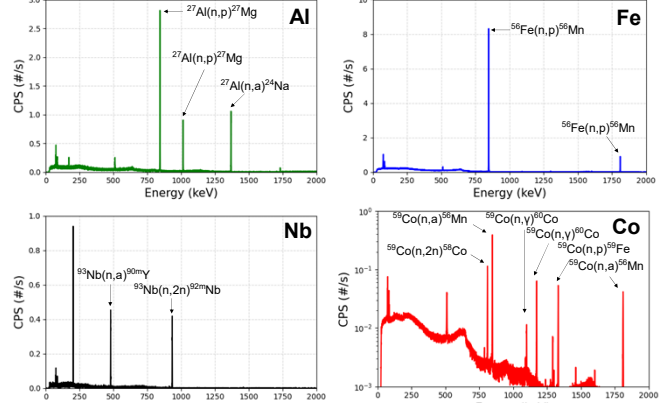 3.0
2.5
2.0
1.5
1.0
0.5
0.0
CPS (#/s)
Al
27Al(n,p)27Mg
27Al(n,p)27Mg
27Al(n,a)24Na
0 250 500 750 1000 1250 1500 1750 2000
Energy (keV)
10
8
6
4
2
0
CPS (#/s)
Fe
56Fe(n,p)56Mn
56Fe(n,p)56Mn
0 250 500 750 1000 1250 1500 1750 2000
Energy (keV)
1.0
0.8
0.6
0.4
0.2
0.0
CPS (#/s)
Nb
93Nb(n,a)90mY
93Nb(n,2n)92mNb
0 250 500 750 1000 1250 1500 1750 2000
10⁰
10⁻¹
10⁻²
10⁻³
CPS (#/s)
Co
59Co(n,a)56Mn
59Co(n,γ)60Co
59Co(n,γ)60Co
59Co(n,2n)58Co
59Co(n,p)59Fe
59Co(n,a)56Mn
0 250 500 750 1000 1250 1500 1750 2000